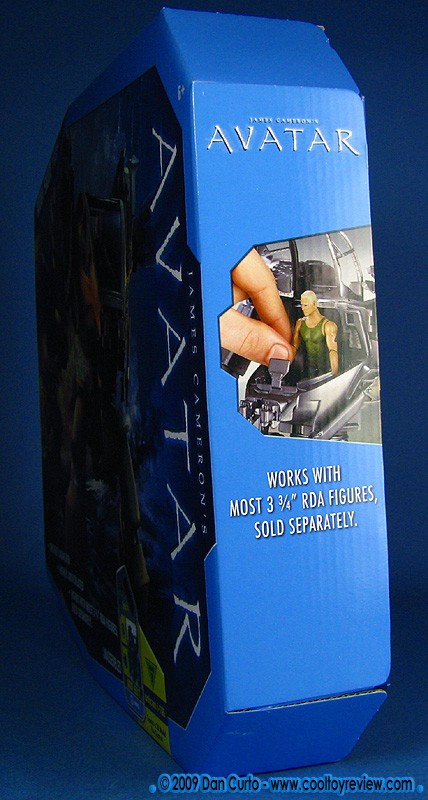 JAMES CAMERON'S
AVATAR
JAMES CAMERON'S
AVATAR
WORKS WITH
MOST 3 ¾" RDA FIGURES,
SOLD SEPARATELY.
© 2009 Dan Curto - www.cooltoyreview.com